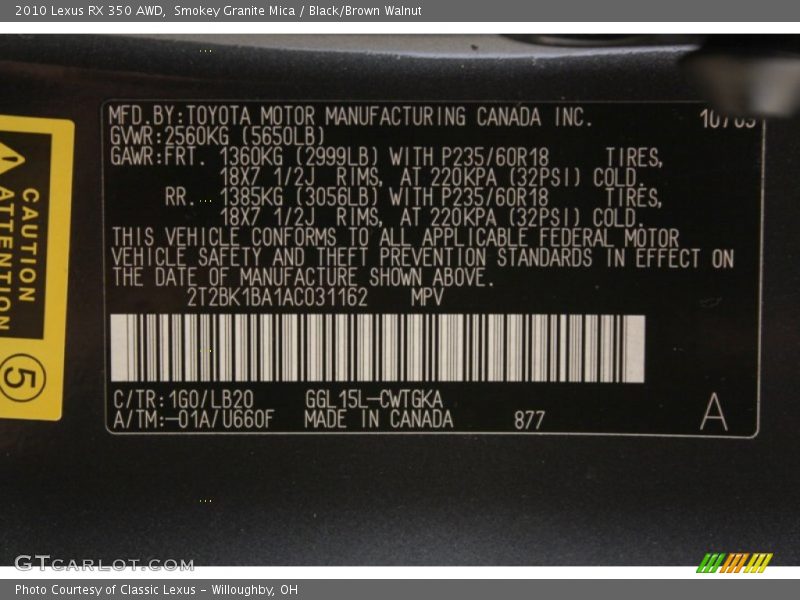 2010 Lexus RX 350 AWD, Smokey Granite Mica / Black/Brown Walnut
MFD.BY:TOYOTA MOTOR MANUFACTURING CANADA INC.
GVWR:2560KG (5650LB)
GAWR:FRT. 1360KG (2999LB) WITH P235/60R18 TIRES,
18X7 1/2J RIMS, AT 220KPA (32PSI) COLD.
RR. 1385KG (3056LB) WITH P235/60R18 TIRES,
18X7 1/2J RIMS, AT 220KPA (32PSI) COLD.
THIS VEHICLE CONFORMS TO ALL APPLICABLE FEDERAL MOTOR
VEHICLE SAFETY AND THEFT PREVENTION STANDARDS IN EFFECT ON
THE DATE OF MANUFACTURE SHOWN ABOVE.
2T2BK1BA1AC031162 MPV
C/TR:1G0/LB20 GGL15L-CWTGKA
A/TM:-01A/U660F MADE IN CANADA 877
A
CAUTION
ATTENTION
5
GTcarlot.com
Photo Courtesy of Classic Lexus - Willoughby, OH